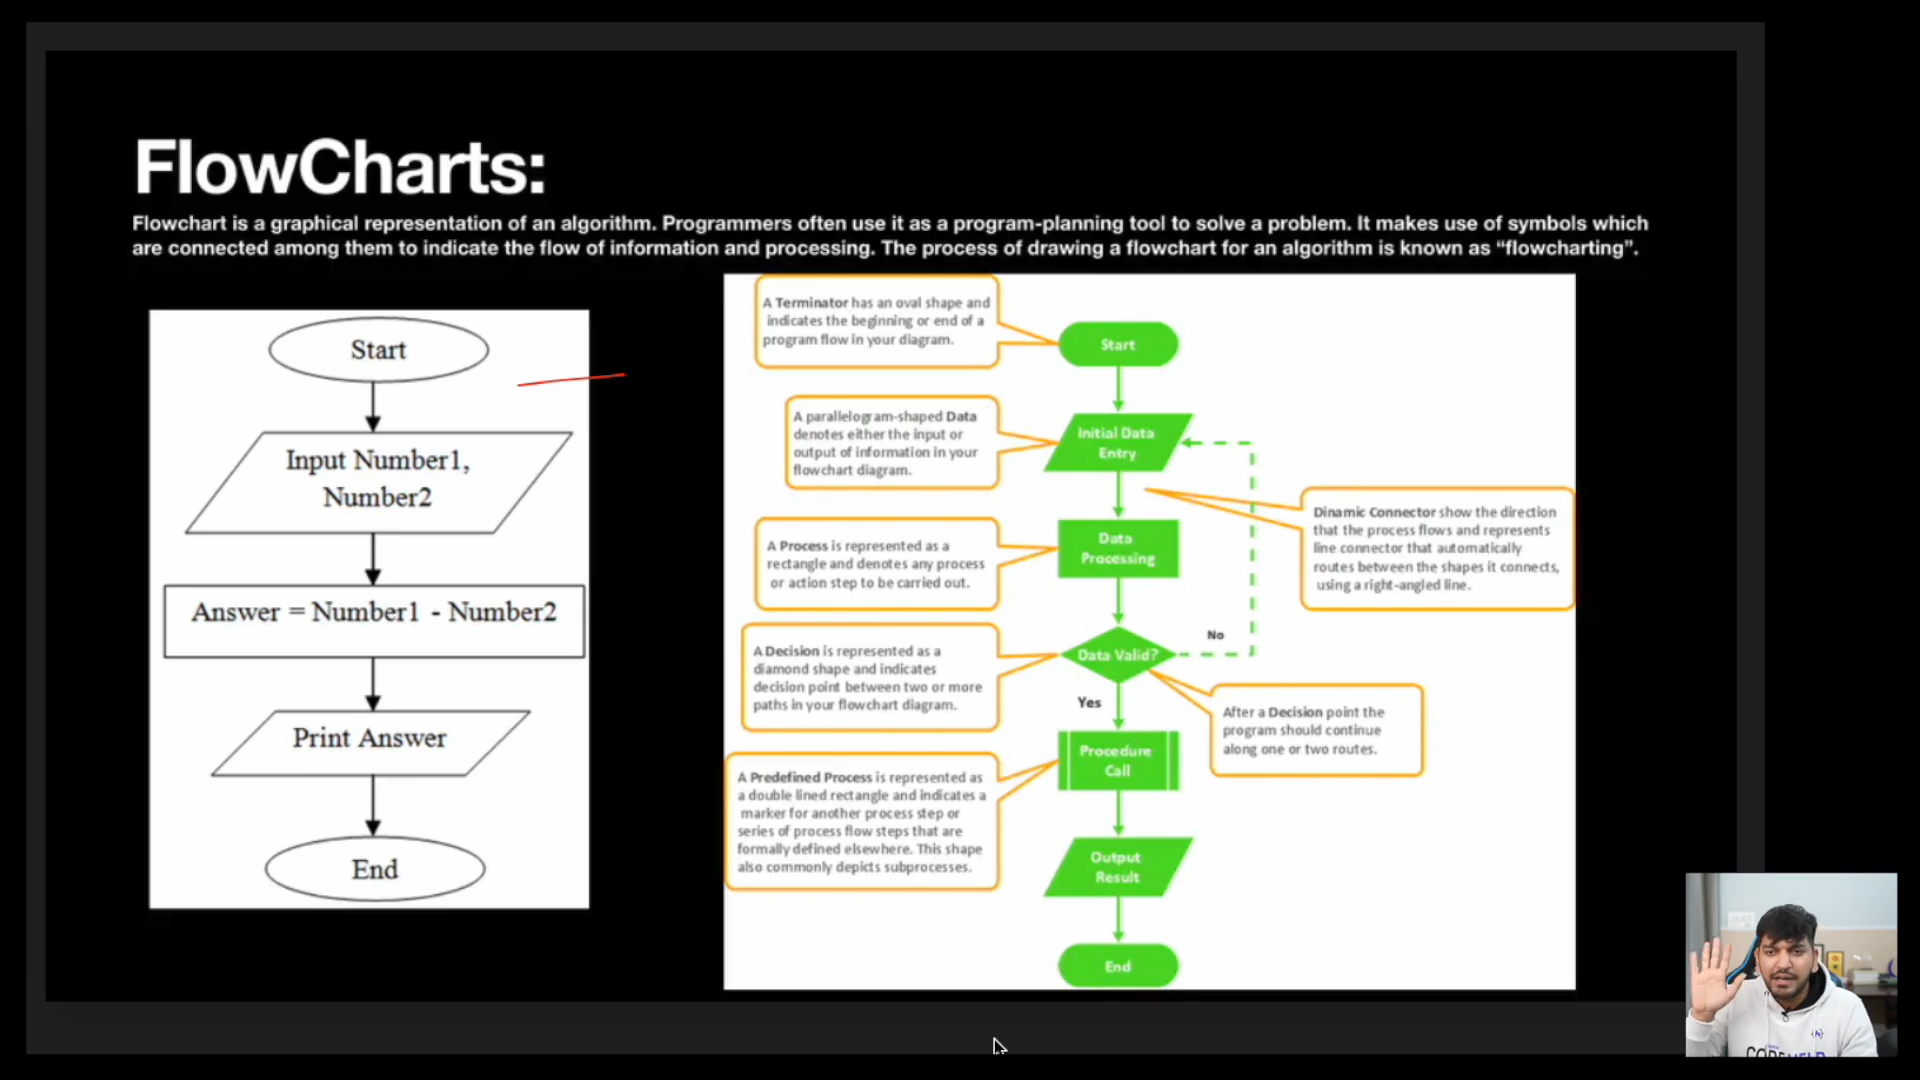 FlowCharts:
Flowchart is a graphical representation of an algorithm. Programmers often use it as a program-planning tool to solve a problem. It makes use of symbols which
are connected among them to indicate the flow of information and processing. The process of drawing a flowchart for an algorithm is known as “flowcharting”.
Start
Input Number1,
Number2
Answer = Number1 - Number2
Print Answer
End
A Terminator has an oval shape and
indicates the beginning or end of a
program flow in your diagram.
Start
A parallelogram-shaped Data
denotes either the input or
output of information in your
flowchart diagram.
Initial Data
Entry
Dinamic Connector show the direction
that the process flows and represents
line connector that automatically
routes between the shapes it connects,
using a right-angled line.
A Process is represented as a
rectangle and denotes any process
or action step to be carried out.
Data
Processing
A Decision is represented as a
diamond shape and indicates
decision point between two or more
paths in your flowchart diagram.
Data Valid?
No
Yes
After a Decision point the
program should continue
along one or two routes.
A Predefined Process is represented as
a double lined rectangle and indicates a
marker for another process step or
series of process flow steps that are
formally defined elsewhere. This shape
also commonly depicts subprocesses.
Procedure
Call
Output
Result
End